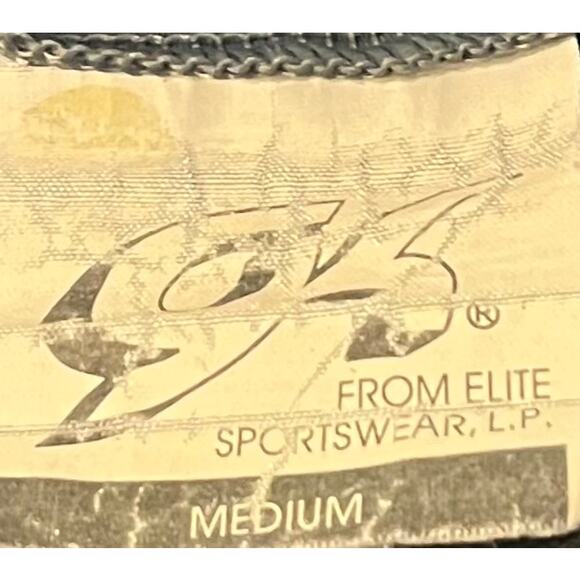 GK®
FROM ELITE
SPORTSWEAR, L.P.
MEDIUM